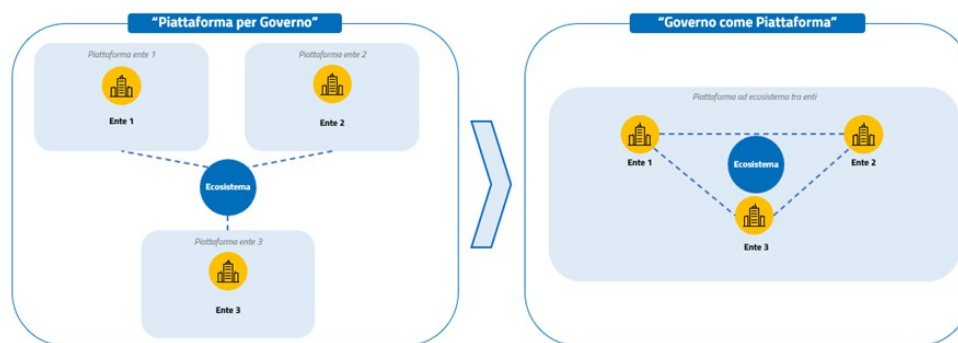 “Piattaforma per Governo”
Piattaforma ente 1
Ente 1
Piattaforma ente 2
Ente 2
Ecosistema
Piattaforma ente 3
Ente 3
“Governo come Piattaforma”
Piattaforma ad ecosistema tra enti
Ente 1
Ecosistema
Ente 2
Ente 3